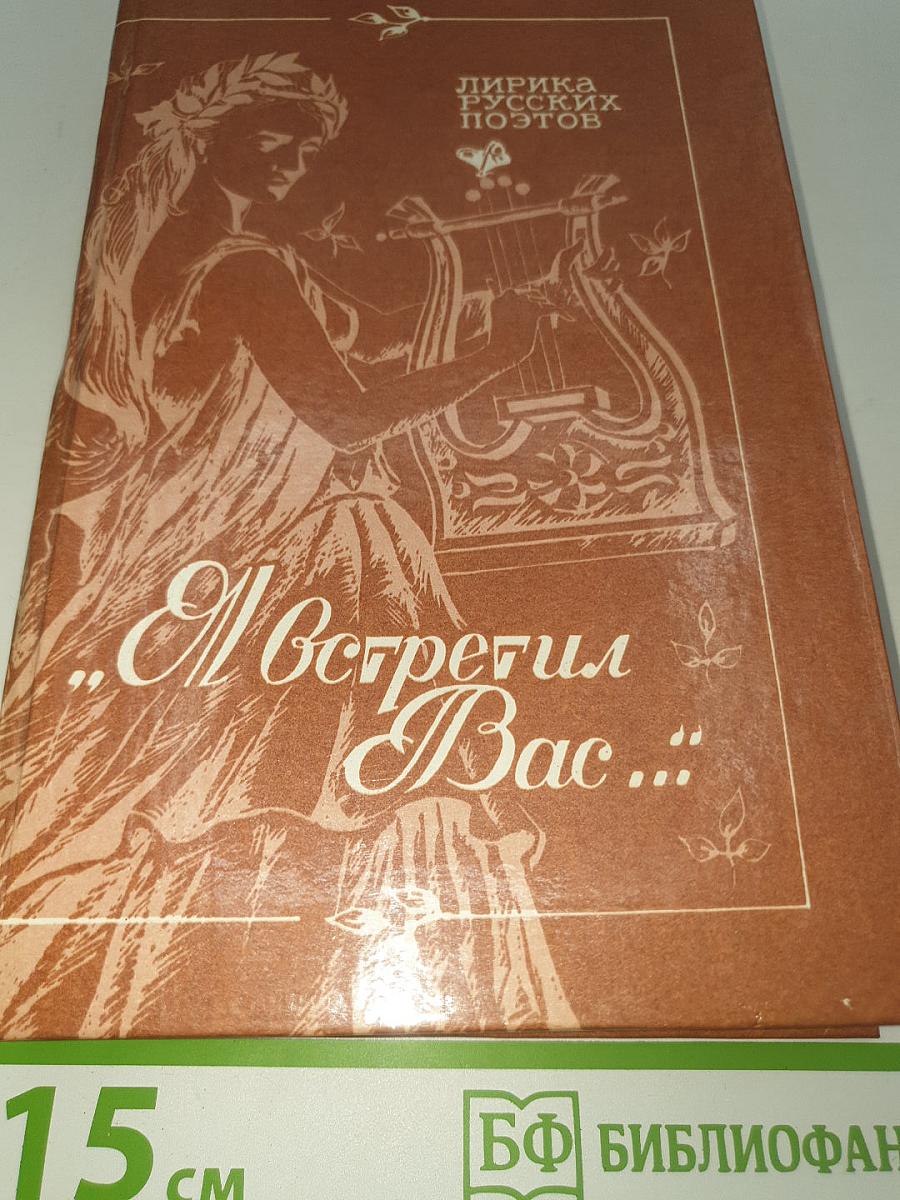 ЛИРИКА
РУССКИХ
ПОЭТОВ
„Я встретил
Вас...“
15 см
БФ БИБЛИОФАН